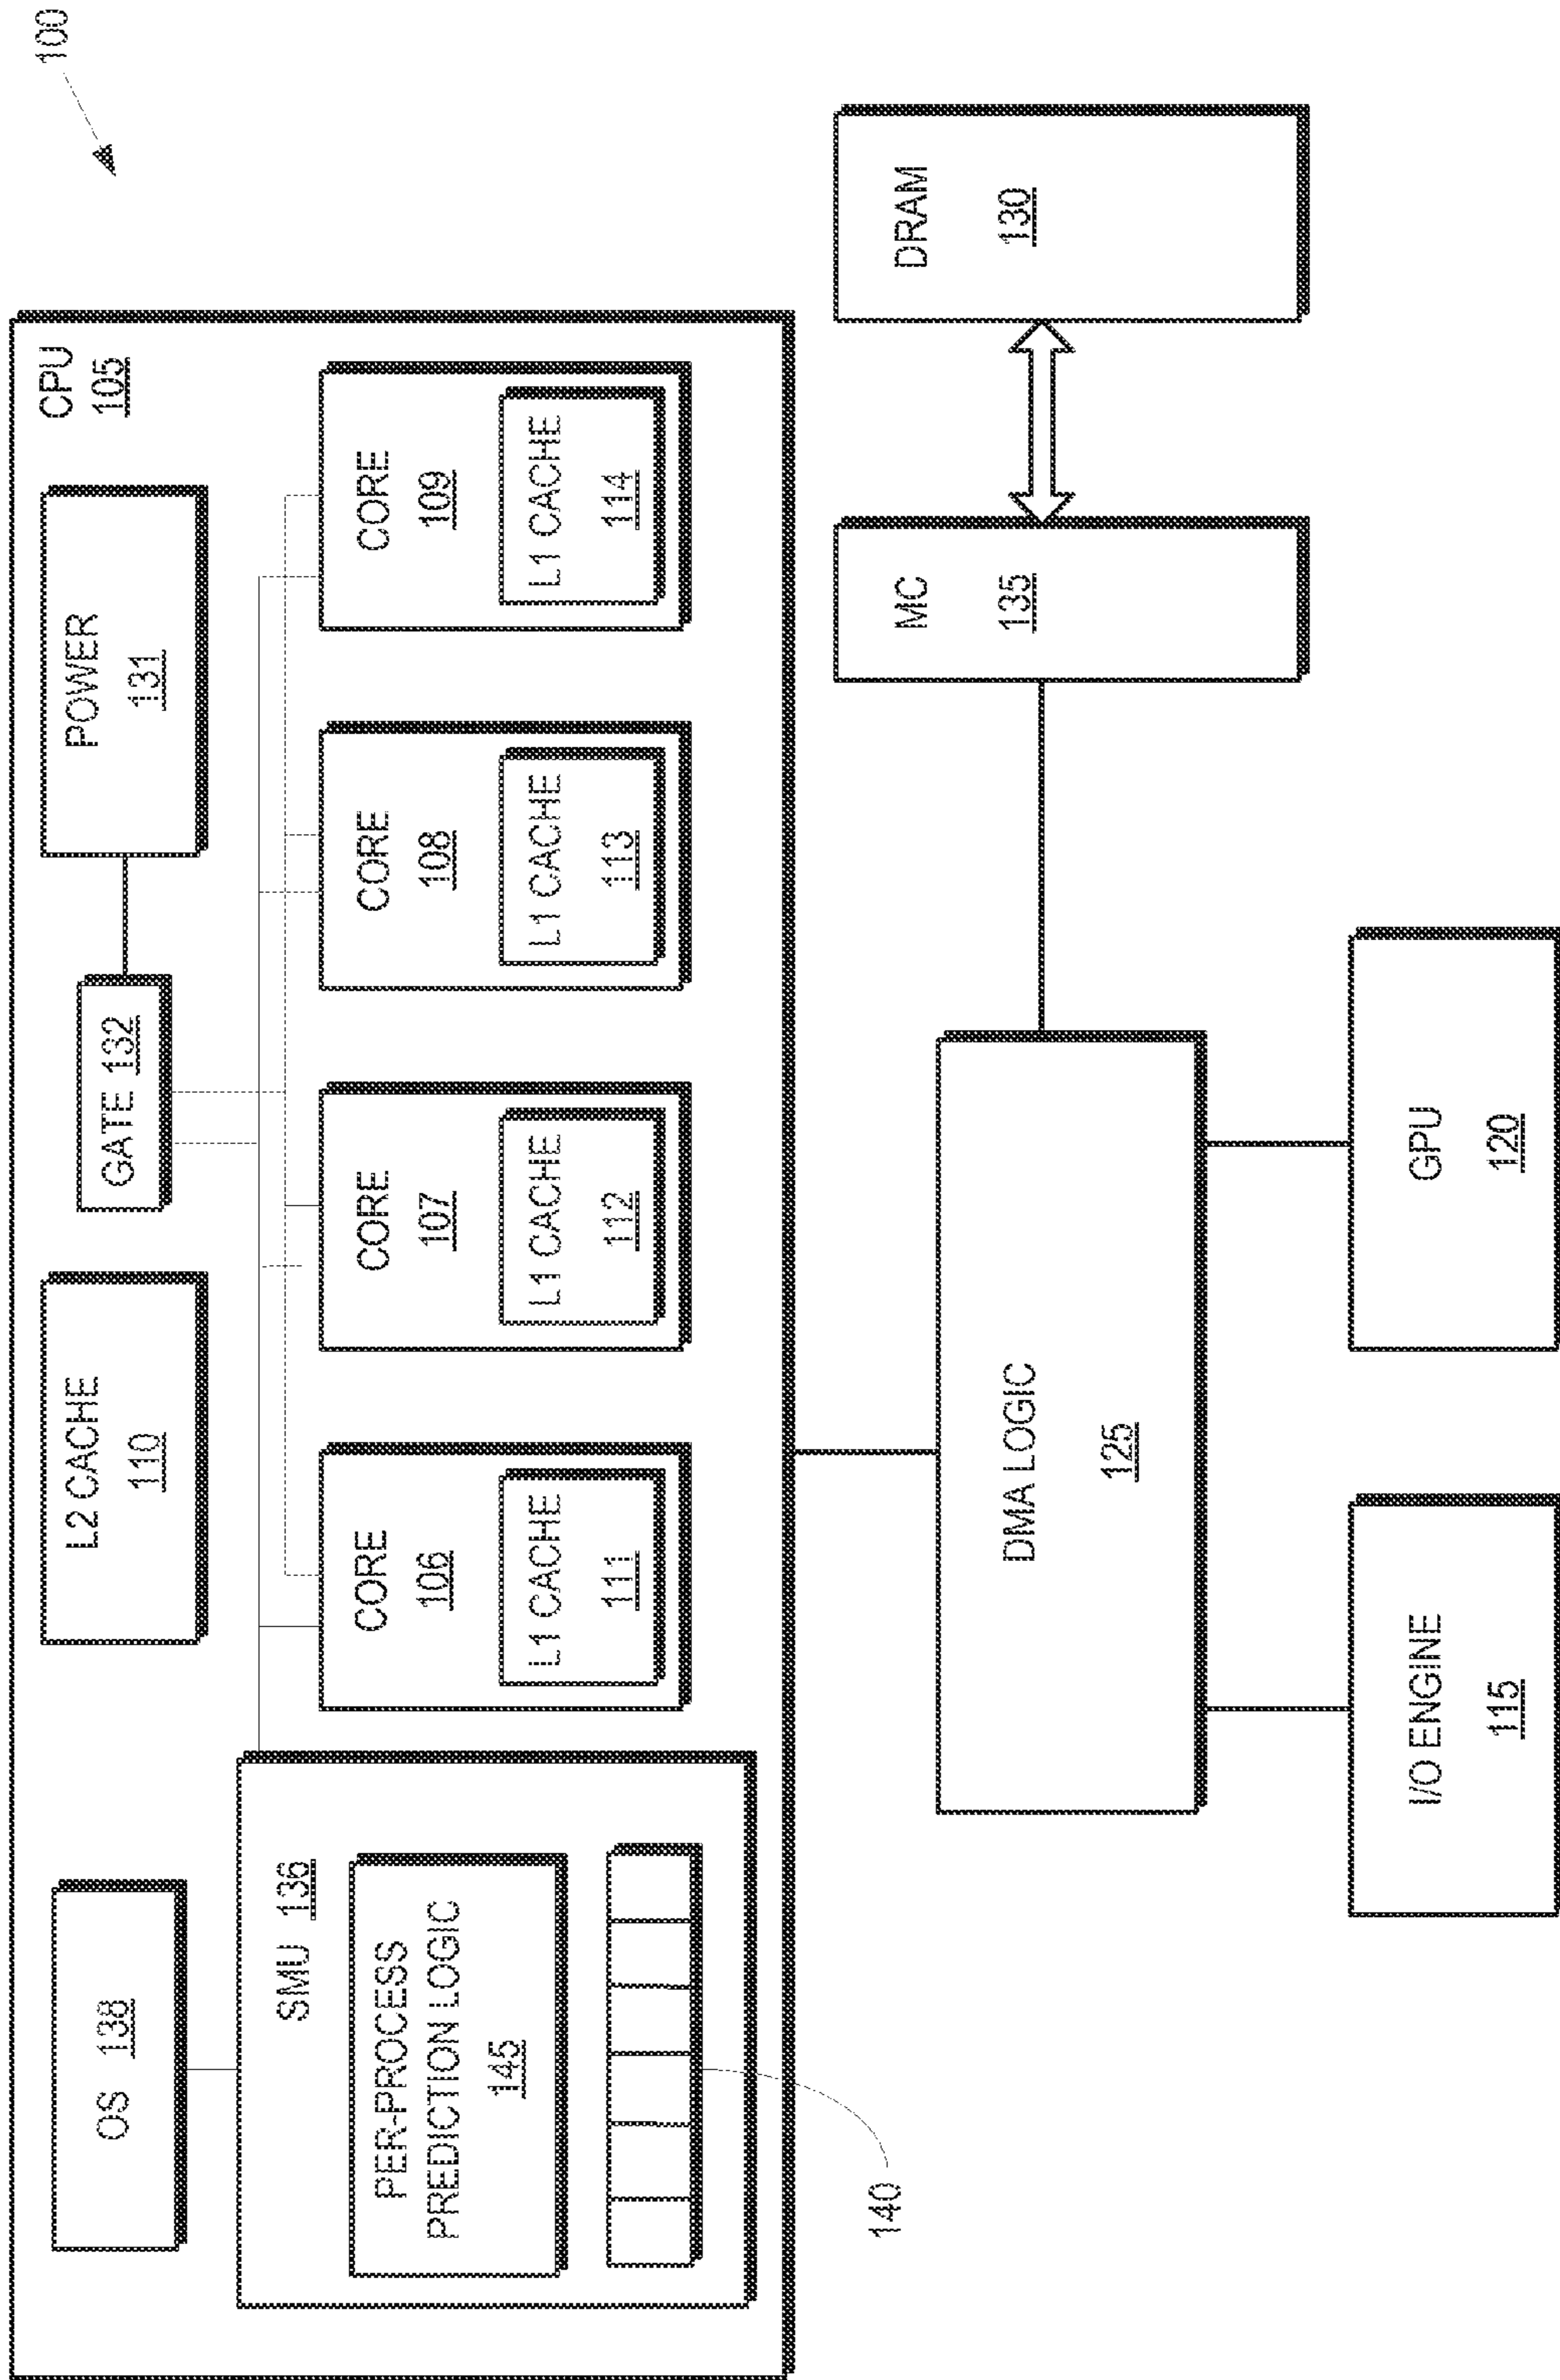 100
CPU
105
OS 138
L2 CACHE
110
GATE 132
POWER
131
SMU 136
PER-PROCESS
PREDICTION LOGIC
145
140
CORE
106
L1 CACHE
111
CORE
107
L1 CACHE
112
CORE
108
L1 CACHE
113
CORE
109
L1 CACHE
114
DMA LOGIC
125
MC
135
DRAM
130
I/O ENGINE
115
GPU
120